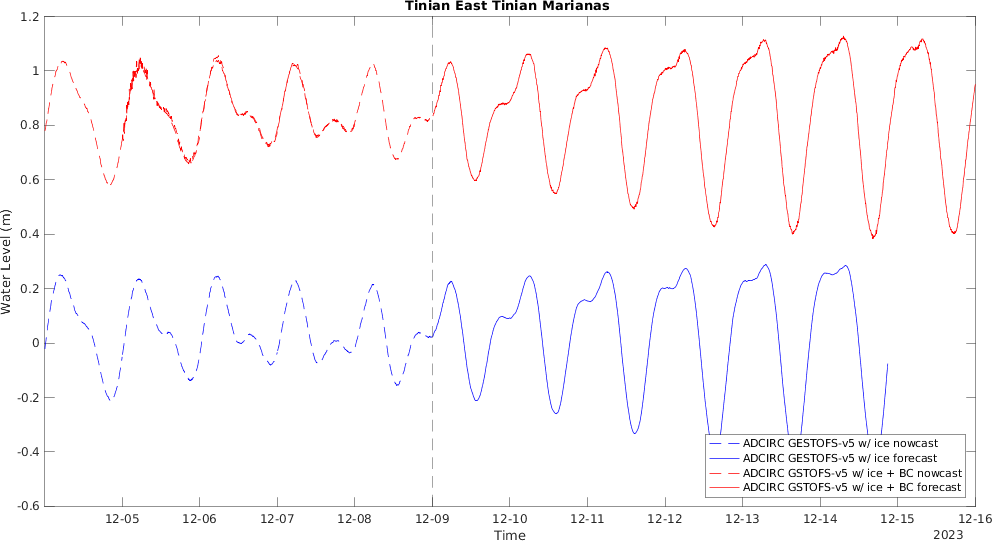 Tinian East Tinian Marianas
1.2
1
0.8
0.6
0.4
0.2
0
-0.2
-0.4
-0.6
Water Level (m)
ADCIRC GESTOFS-v5 w/ ice nowcast
ADCIRC GESTOFS-v5 w/ ice forecast
ADCIRC GSTOFS-v5 w/ ice + BC nowcast
ADCIRC GSTOFS-v5 w/ ice + BC forecast
12-05 12-06 12-07 12-08 12-09 12-10 12-11 12-12 12-13 12-14 12-15 12-16
Time
2023